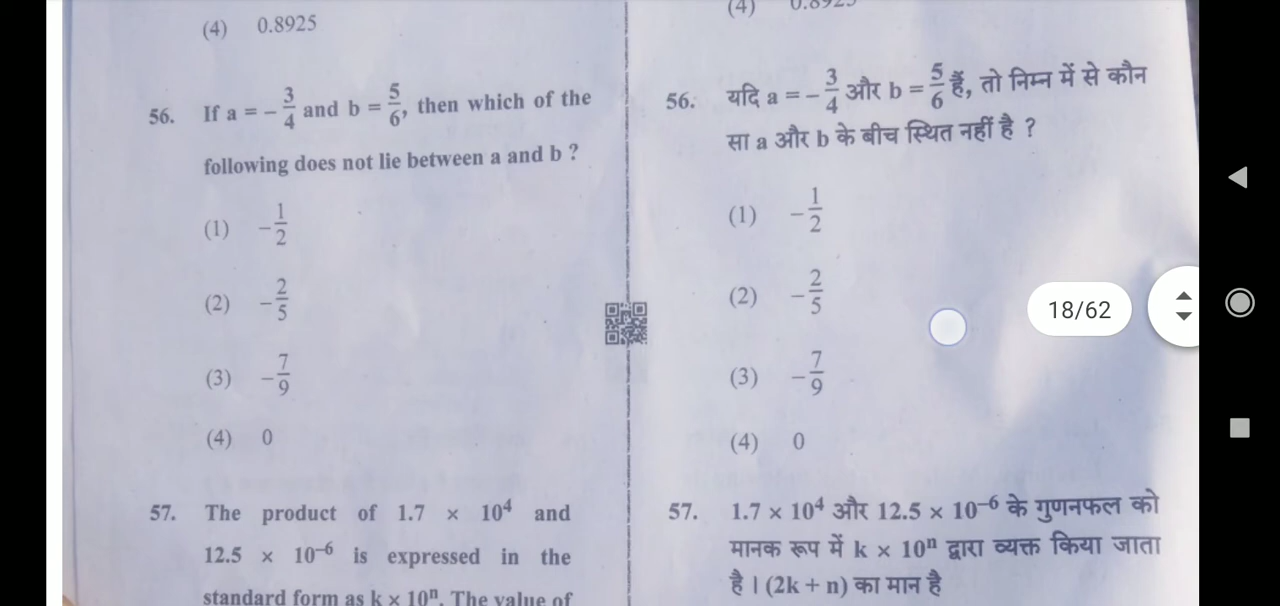 (4) 0.8925
56. If a = -3/4 and b = 5/6, then which of the
following does not lie between a and b ?
(1) -1/2
(2) -2/5
(3) -7/9
(4) 0
57. The product of 1.7 × 10⁴ and
12.5 × 10⁻⁶ is expressed in the
standard form as k × 10ⁿ. The value of
(4) 0.8925
56. यदि a = -3/4 और b = 5/6 हैं, तो निम्न में से कौन
सा a और b के बीच स्थित नहीं है ?
(1) -1/2
(2) -2/5
(3) -7/9
(4) 0
57. 1.7 × 10⁴ और 12.5 × 10⁻⁶ के गुणनफल को
मानक रूप में k × 10ⁿ द्वारा व्यक्त किया जाता
है । (2k + n) का मान है
18/62